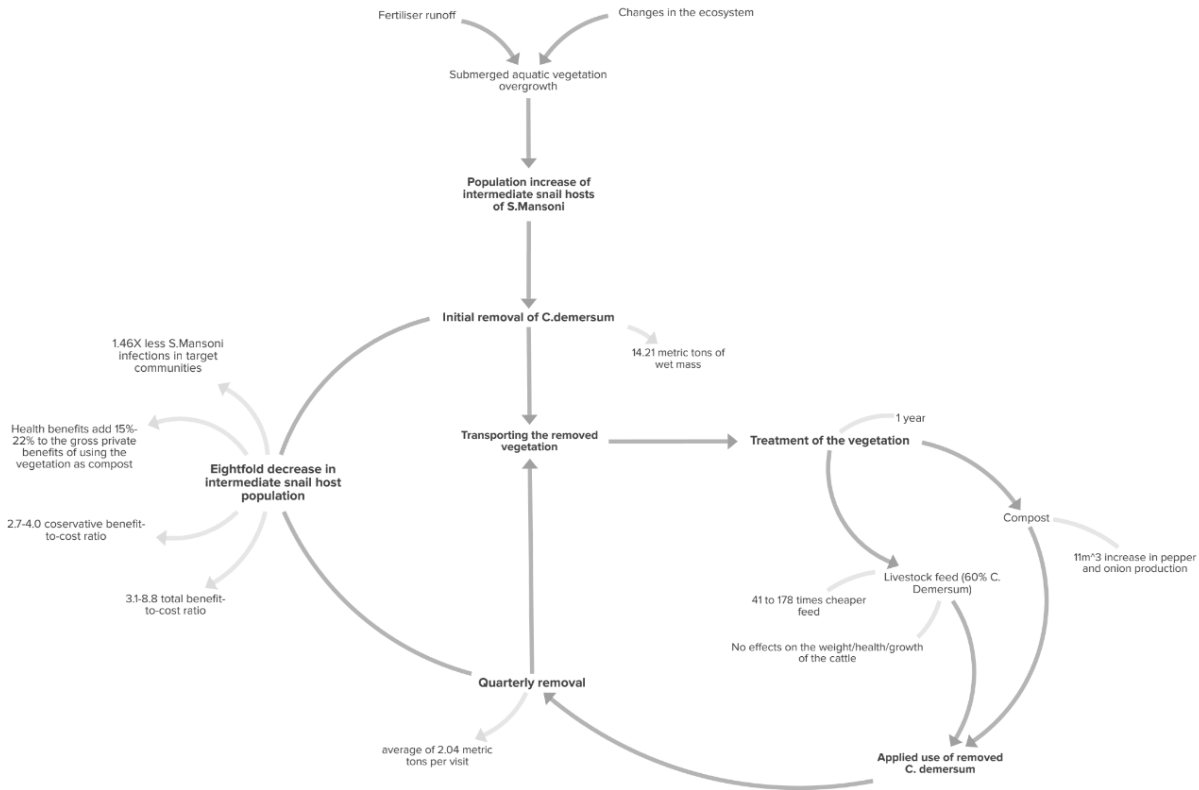 Fertiliser runoff
Changes in the ecosystem
Submerged aquatic vegetation
overgrowth
Population increase of
intermediate snail hosts
of S.Mansoni
Initial removal of C.demersum
14.21 metric tons of
wet mass
1.46X less S.Mansoni
infections in target
communities
Health benefits add 15%-
22% to the gross private
benefits of using the
vegetation as compost
Eightfold decrease in
intermediate snail host
population
2.7-4.0 coservative benefit-
to-cost ratio
3.1-8.8 total benefit-
to-cost ratio
Transporting the removed
vegetation
1 year
Treatment of the vegetation
Compost
11m^3 increase in pepper
and onion production
Livestock feed (60% C.
Demersum)
41 to 178 times cheaper
feed
No effects on the weight/health/growth
of the cattle
Quarterly removal
average of 2.04 metric
tons per visit
Applied use of removed
C. demersum